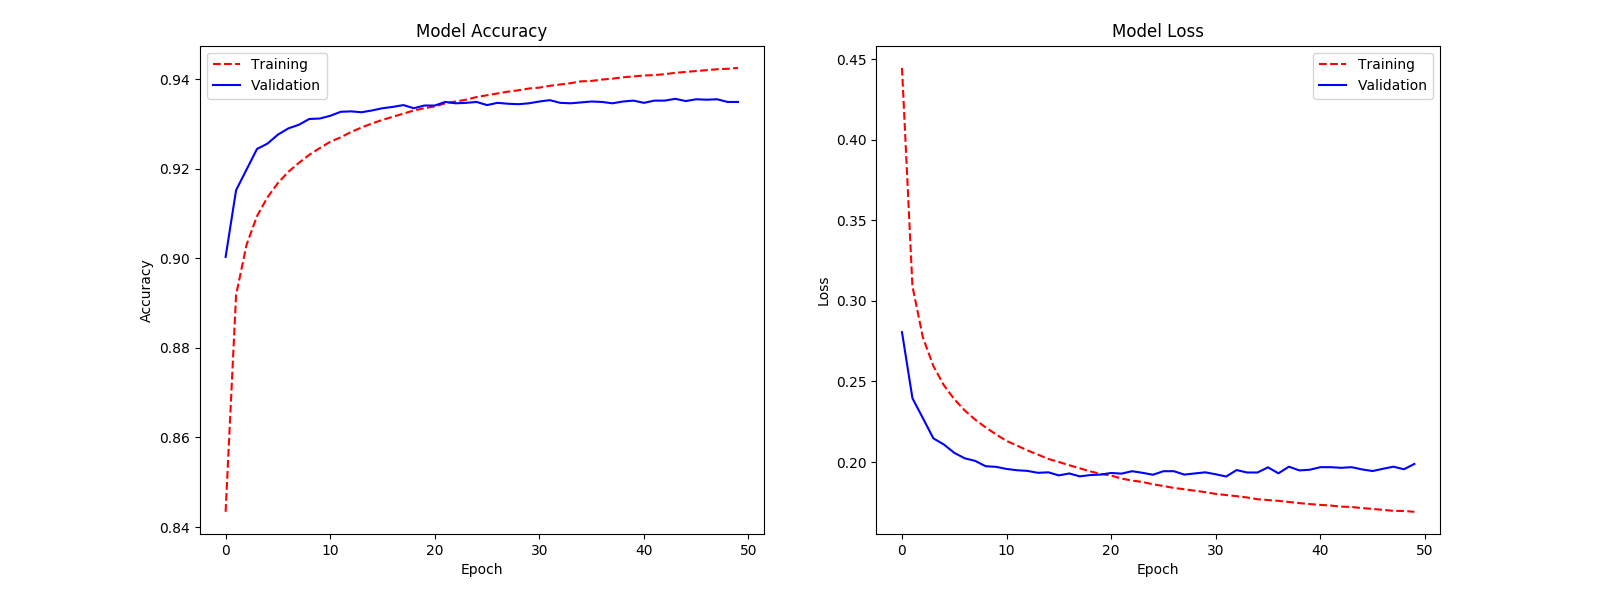 Model Accuracy
Training
Validation
0.94
0.92
0.90
0.88
0.86
0.84
Accuracy
0 10 20 30 40 50
Epoch
Model Loss
Training
Validation
0.45
0.40
0.35
0.30
0.25
0.20
Loss
0 10 20 30 40 50
Epoch